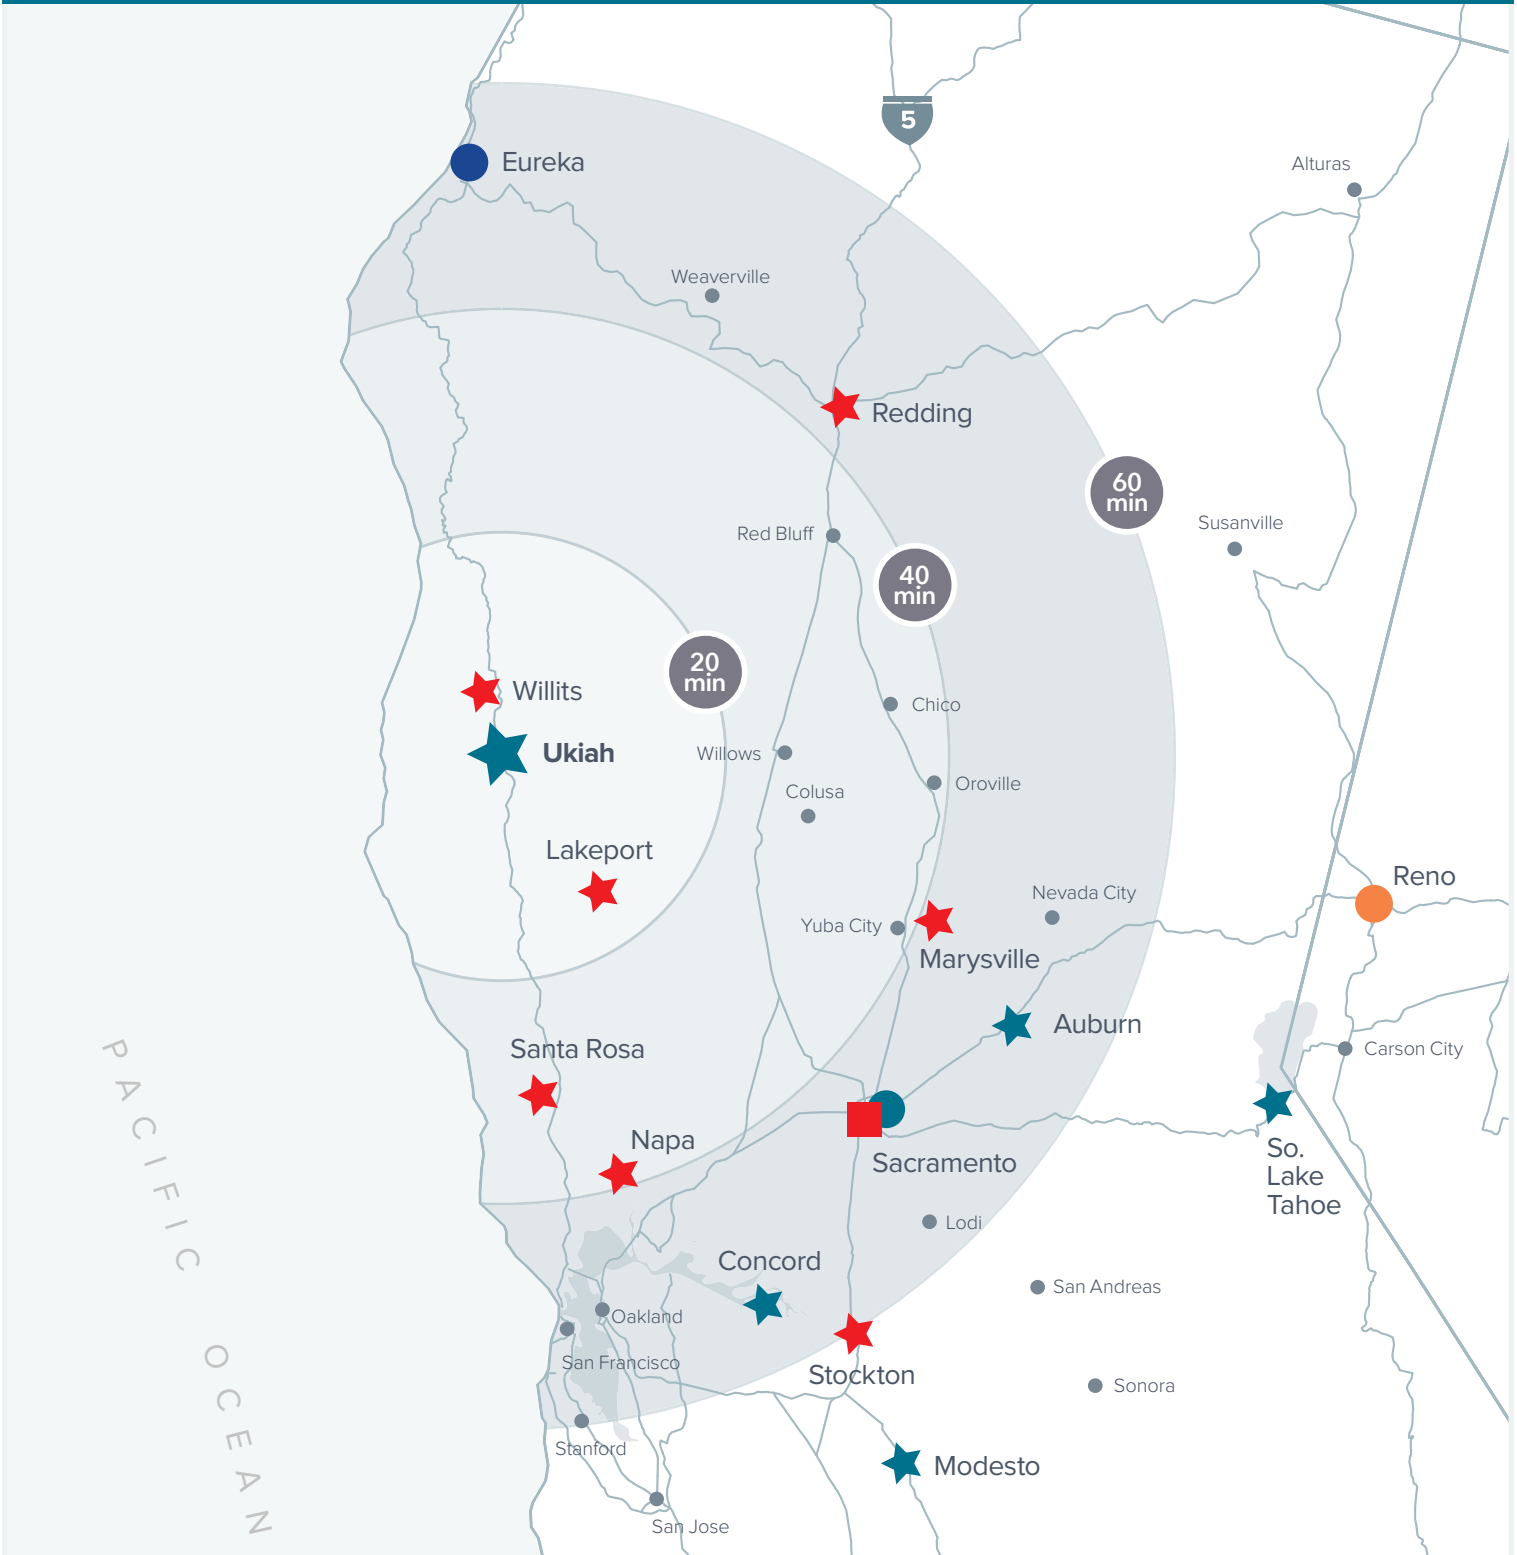 5
Eureka
Alturas
Weaverville
Redding
60
min
Susanville
Red Bluff
40
min
20
min
Willits
Chico
Ukiah
Willows
Oroville
Colusa
Lakeport
Reno
Nevada City
Yuba City
Marysville
Auburn
Santa Rosa
Carson City
Napa
Sacramento
So.
Lake
Tahoe
Lodi
Concord
San Andreas
Oakland
San Francisco
Stockton
Sonora
Stanford
Modesto
San Jose
PACIFIC OCEAN